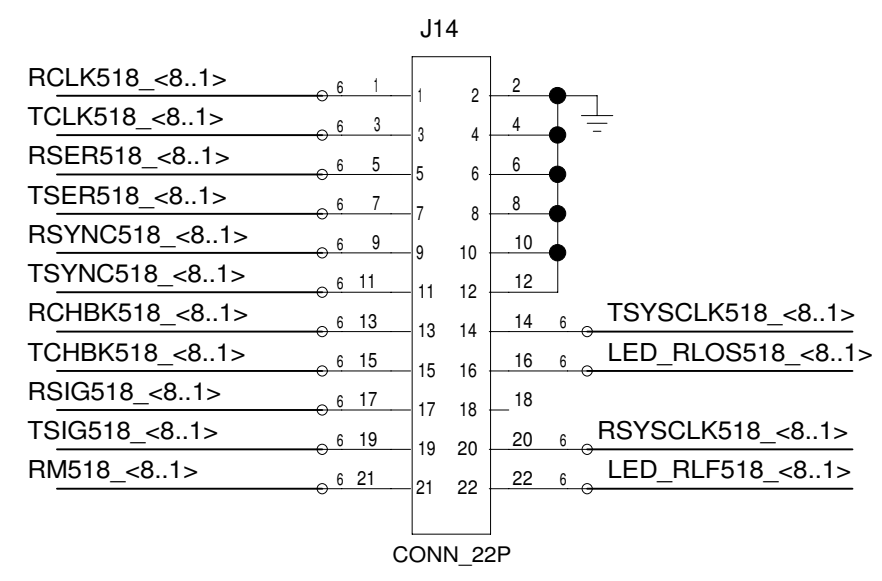 J14
RCLK518_<8..1> 6 1 1 2 2
TCLK518_<8..1> 6 3 3 4 4
RSER518_<8..1> 6 5 5 6 6
TSER518_<8..1> 6 7 7 8 8
RSYNC518_<8..1> 6 9 9 10 10
TSYNC518_<8..1> 6 11 11 12 12
RCHBK518_<8..1> 6 13 13 14 14 6 TSYSCLK518_<8..1>
TCHBK518_<8..1> 6 15 15 16 16 6 LED_RLOS518_<8..1>
RSIG518_<8..1> 6 17 17 18 18
TSIG518_<8..1> 6 19 19 20 20 6 RSYSCLK518_<8..1>
RM518_<8..1> 6 21 21 22 22 6 LED_RLF518_<8..1>
CONN_22P